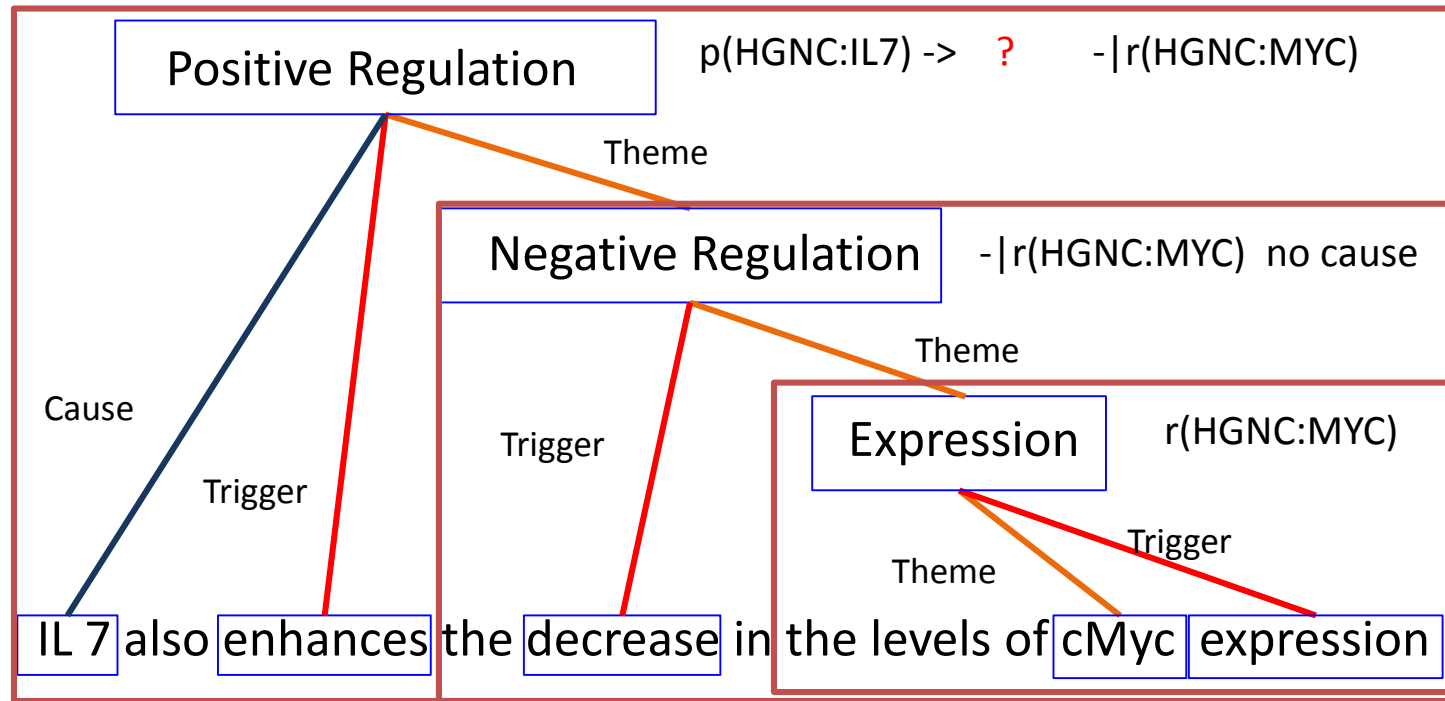 Positive Regulation
p(HGNC:IL7) -> ? -|r(HGNC:MYC)
Theme
Negative Regulation
-|r(HGNC:MYC) no cause
Theme
Cause
Expression
r(HGNC:MYC)
Trigger
Trigger
Trigger
Theme
IL 7 also enhances the decrease in the levels of cMyc expression